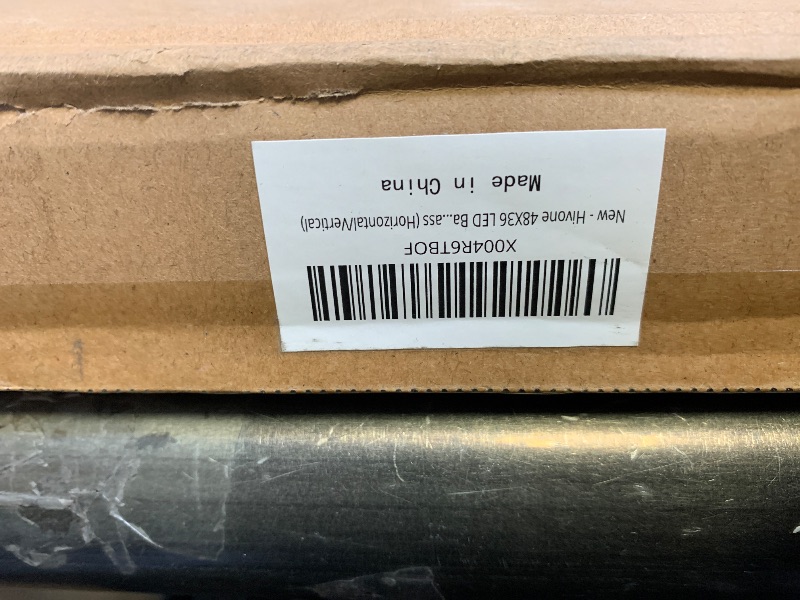 X004R6TBOF
New - Hivone 48X36 LED Ba...ass (Horizontal/Vertical)
Made in China